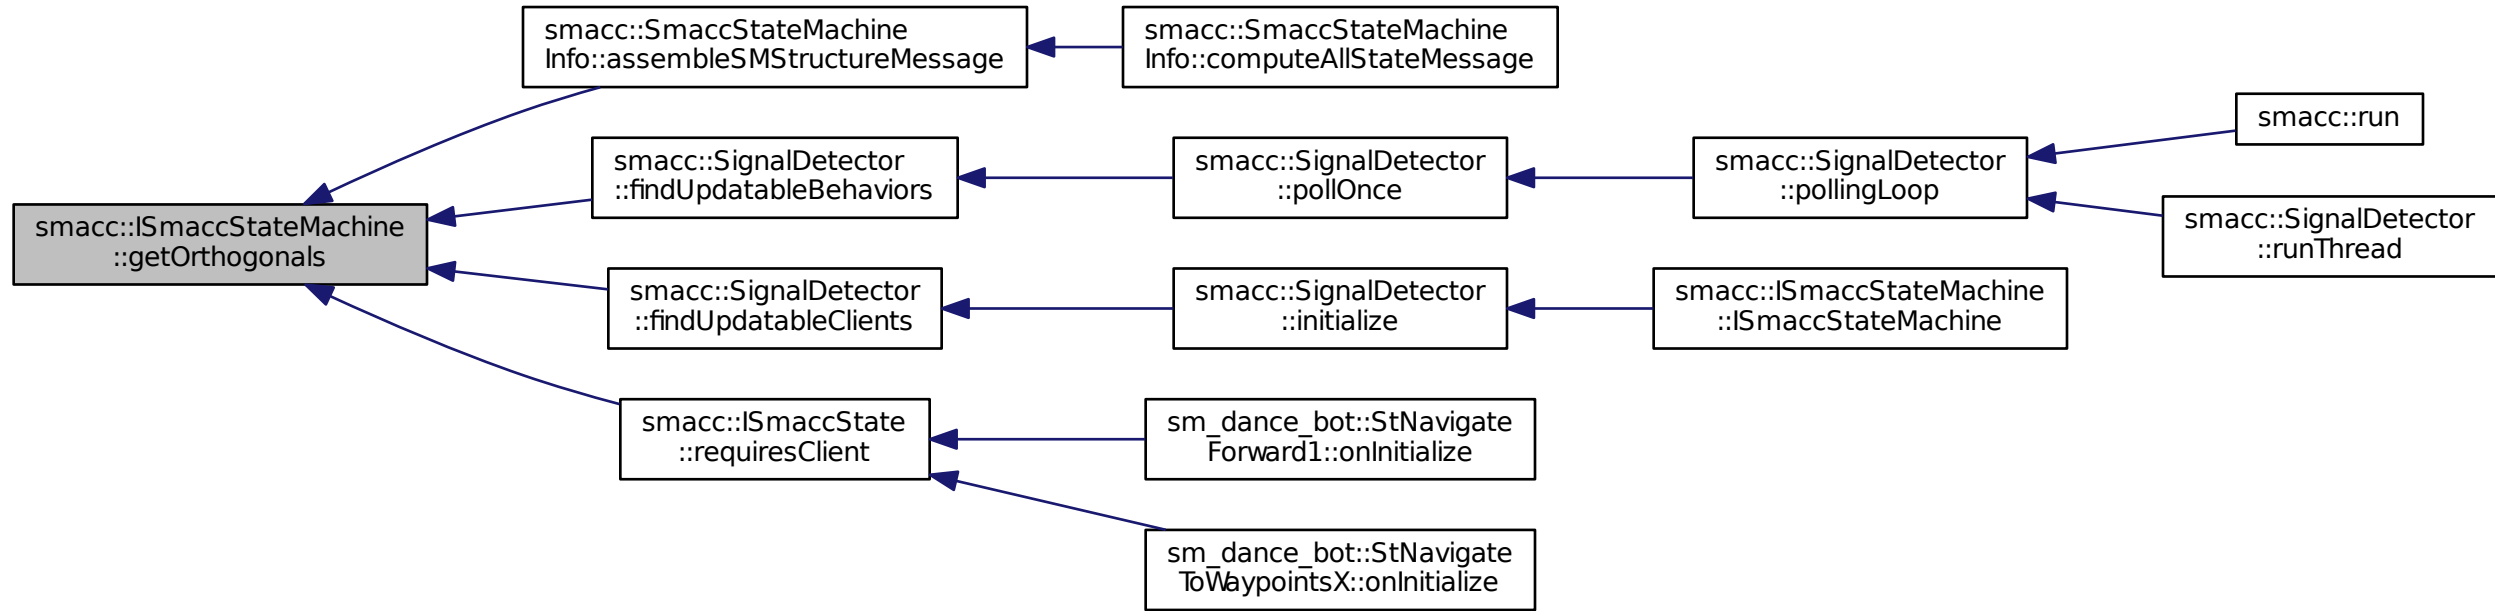 smacc::SmaccStateMachine
Info::assembleSMStructureMessage
smacc::SmaccStateMachine
Info::computeAllStateMessage
smacc::run
smacc::SignalDetector
::findUpdatableBehaviors
smacc::SignalDetector
::pollOnce
smacc::SignalDetector
::pollingLoop
smacc::SignalDetector
::runThread
smacc::ISmaccStateMachine
::getOrthogonals
smacc::SignalDetector
::findUpdatableClients
smacc::SignalDetector
::initialize
smacc::ISmaccStateMachine
::ISmaccStateMachine
smacc::ISmaccState
::requiresClient
sm_dance_bot::StNavigate
Forward1::onInitialize
sm_dance_bot::StNavigate
ToWaypointsX::onInitialize